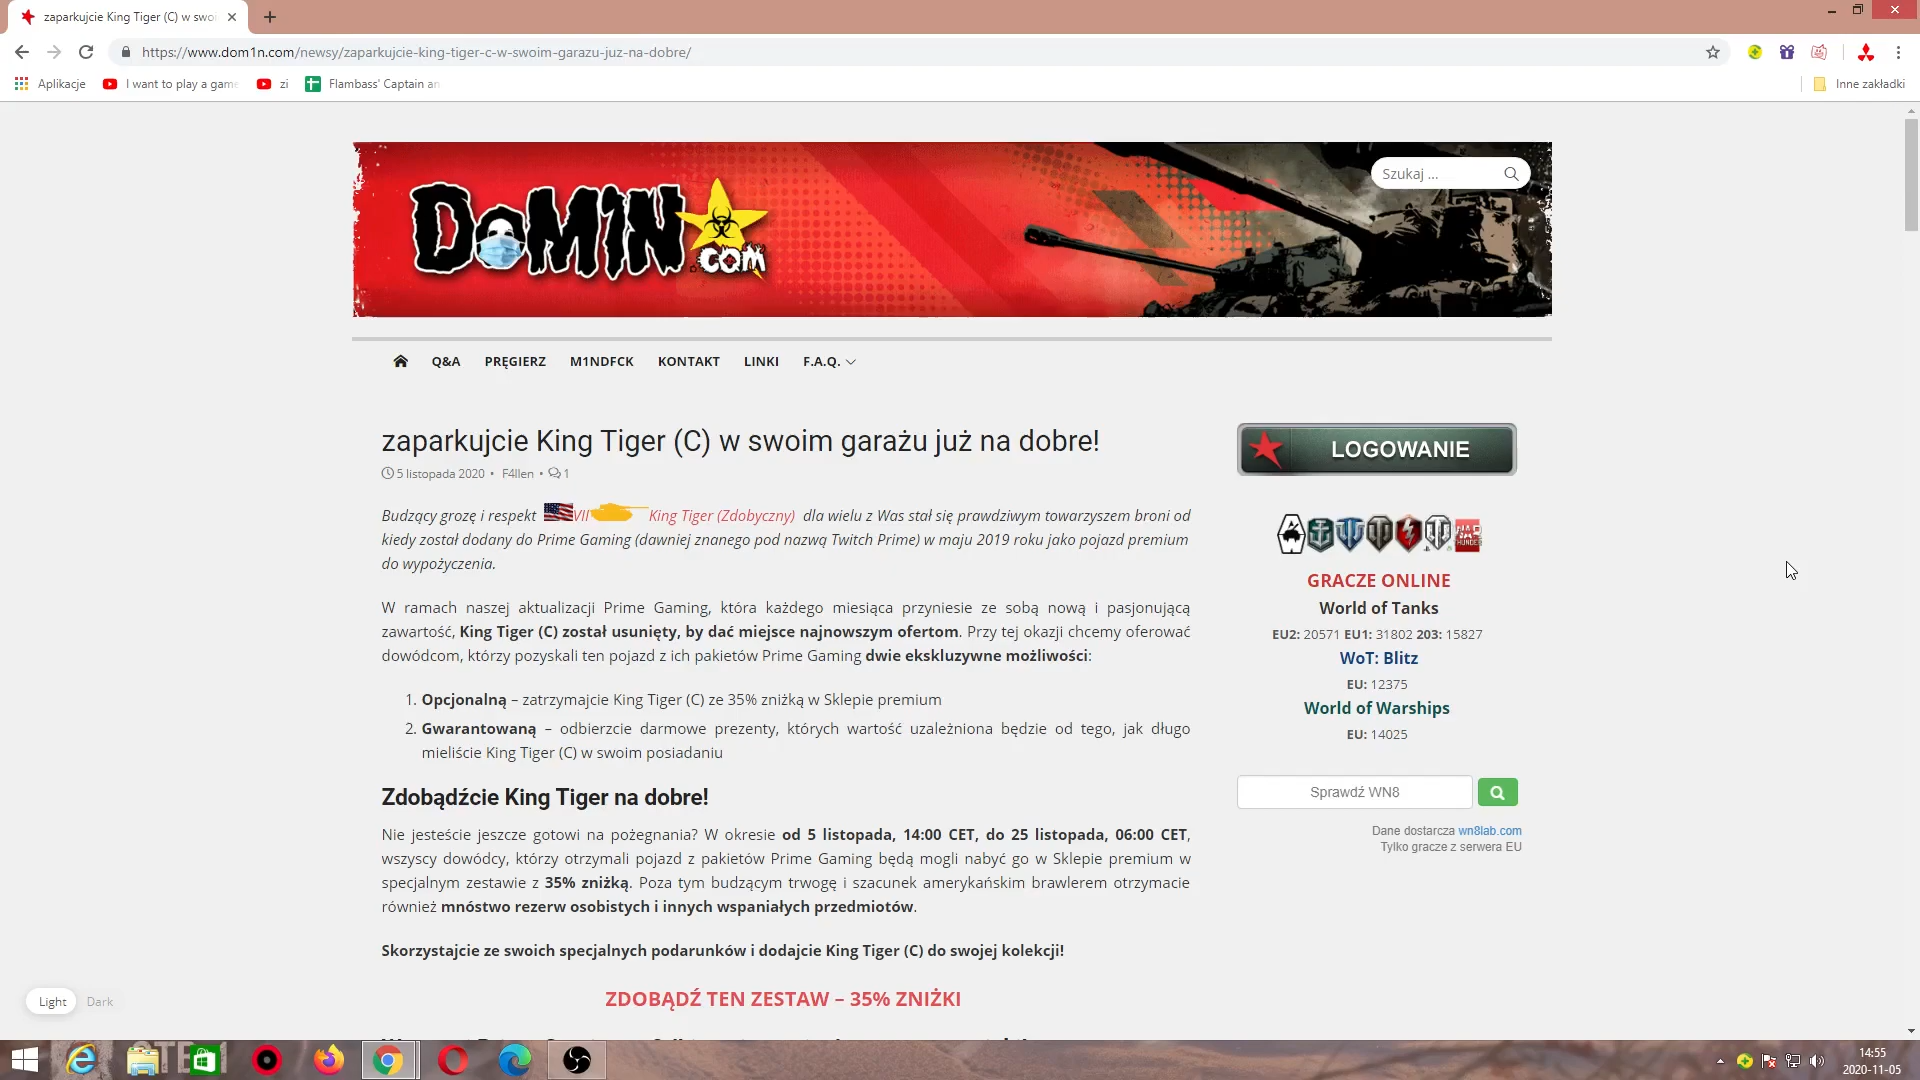 zaparkujcie King Tiger (C) w swoi
https://www.dom1n.com/newsy/zaparkujcie-king-tiger-c-w-swoim-garazu-juz-na-dobre/
Aplikacje
I want to play a game
zi
Flambass' Captain an
Inne zakładki
DoM1N.COM
Szukaj ...
Q&A
PRĘGIERZ
M1NDFCK
KONTAKT
LINKI
F.A.Q.
zaparkujcie King Tiger (C) w swoim garażu już na dobre!
5 listopada 2020 • F4llen • 1
Budzący grozę i respekt VII King Tiger (Zdobyczny) dla wielu z Was stał się prawdziwym towarzyszem broni od
kiedy został dodany do Prime Gaming (dawniej znanego pod nazwą Twitch Prime) w maju 2019 roku jako pojazd premium
do wypożyczenia.
W ramach naszej aktualizacji Prime Gaming, która każdego miesiąca przyniesie ze sobą nową i pasjonującą
zawartość, King Tiger (C) został usunięty, by dać miejsce najnowszym ofertom. Przy tej okazji chcemy oferować
dowódcom, którzy pozyskali ten pojazd z ich pakietów Prime Gaming dwie ekskluzywne możliwości:
1. Opcjonalną – zatrzymajcie King Tiger (C) ze 35% zniżką w Sklepie premium
2. Gwarantowaną – odbierzcie darmowe prezenty, których wartość uzależniona będzie od tego, jak długo
mieliście King Tiger (C) w swoim posiadaniu
Zdobądźcie King Tiger na dobre!
Nie jesteście jeszcze gotowi na pożegnania? W okresie od 5 listopada, 14:00 CET, do 25 listopada, 06:00 CET,
wszyscy dowódcy, którzy otrzymali pojazd z pakietów Prime Gaming będą mogli nabyć go w Sklepie premium w
specjalnym zestawie z 35% zniżką. Poza tym budzącym trwogę i szacunek amerykańskim brawlerem otrzymacie
również mnóstwo rezerw osobistych i innych wspaniałych przedmiotów.
Skorzystajcie ze swoich specjalnych podarunków i dodajcie King Tiger (C) do swojej kolekcji!
ZDOBĄDŹ TEN ZESTAW – 35% ZNIŻKI
LOGOWANIE
GRACZE ONLINE
World of Tanks
EU2: 20571 EU1: 31802 203: 15827
WoT: Blitz
EU: 12375
World of Warships
EU: 14025
Sprawdź WN8
Dane dostarcza wn8lab.com
Tylko gracze z serwera EU
Light
Dark
14:55
2020-11-05